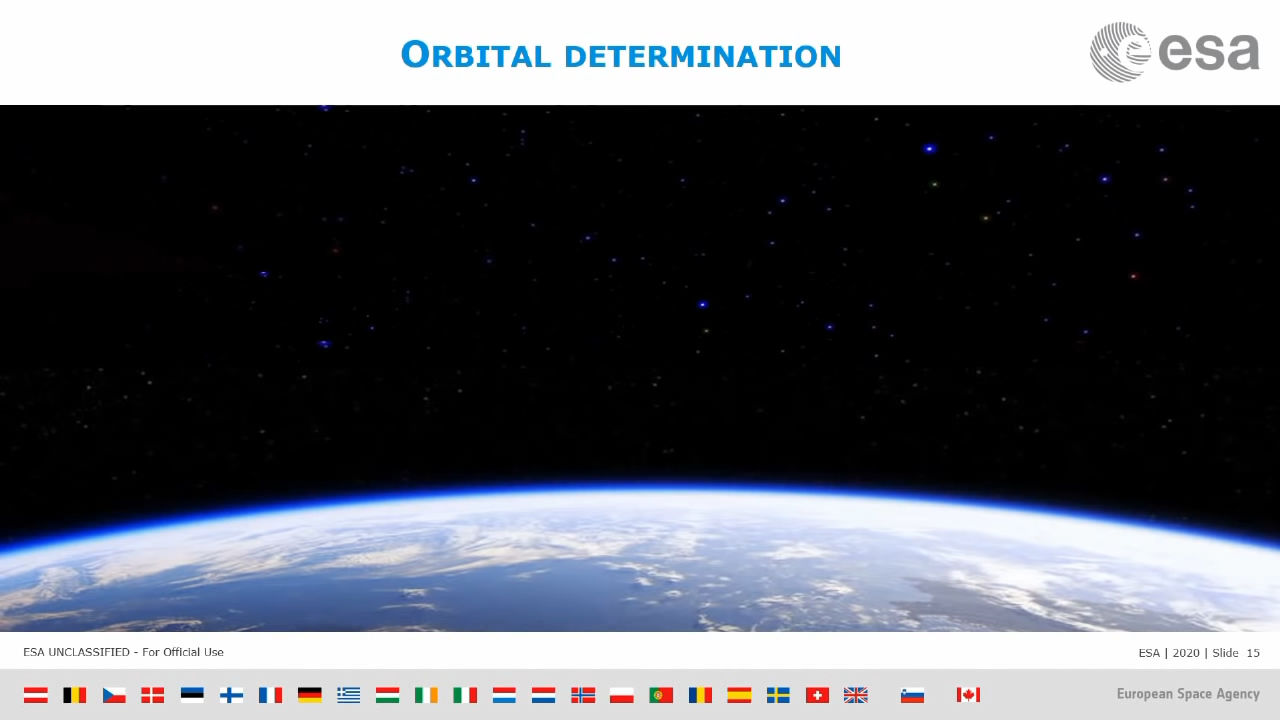 ORBITAL DETERMINATION
esa
ESA UNCLASSIFIED - For Official Use
ESA | 2020 | Slide 15
European Space Agency